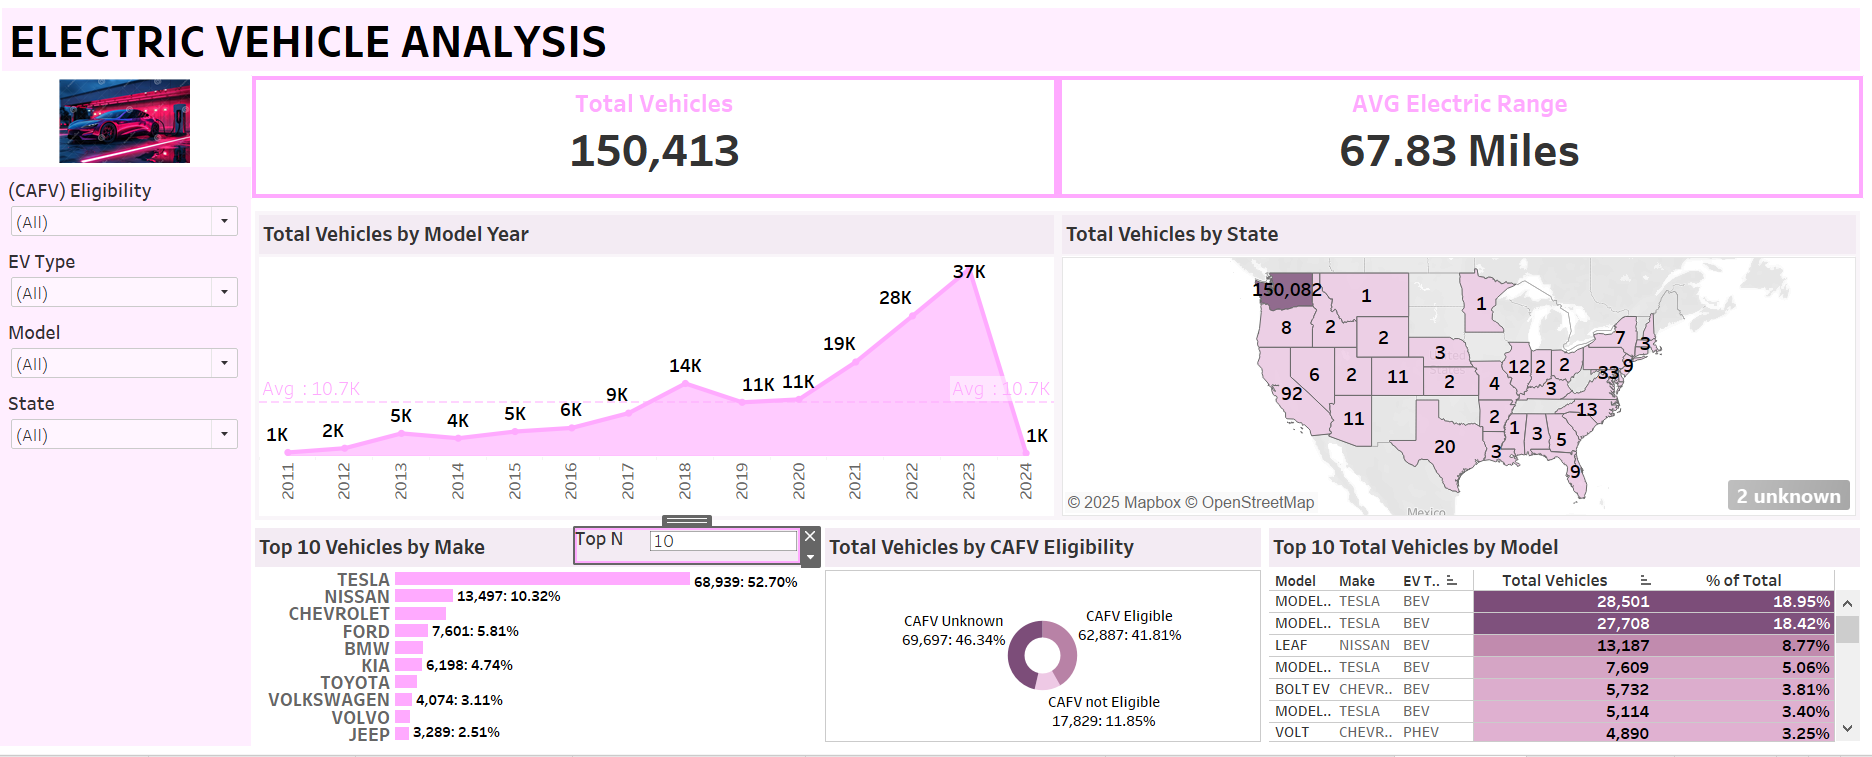 ELECTRIC VEHICLE ANALYSIS
Total Vehicles
150,413
AVG Electric Range
67.83 Miles
(CAFV) Eligibility
(All)
EV Type
(All)
Model
(All)
State
(All)
Total Vehicles by Model Year
37K
28K
19K
14K
11K
11K
9K
6K
5K
4K
5K
2K
1K
1K
Avg : 10.7K
Avg : 10.7K
2011
2012
2013
2014
2015
2016
2017
2018
2019
2020
2021
2022
2023
2024
Total Vehicles by State
150,082
1
1
8
2
2
7
3
3
12
2
2
9
6
2
11
2
4
3
33
92
11
2
13
20
3
1
3
5
9
Mexico
© 2025 Mapbox © OpenStreetMap
2 unknown
Top 10 Vehicles by Make
Top N
10
TESLA
68,939: 52.70%
NISSAN
13,497: 10.32%
CHEVROLET
FORD
7,601: 5.81%
BMW
KIA
6,198: 4.74%
TOYOTA
VOLKSWAGEN
4,074: 3.11%
VOLVO
JEEP
3,289: 2.51%
Total Vehicles by CAFV Eligibility
CAFV Unknown
69,697: 46.34%
CAFV Eligible
62,887: 41.81%
CAFV not Eligible
17,829: 11.85%
Top 10 Total Vehicles by Model
Model Make EV T.. Total Vehicles % of Total
MODEL.. TESLA BEV 28,501 18.95%
MODEL.. TESLA BEV 27,708 18.42%
LEAF NISSAN BEV 13,187 8.77%
MODEL.. TESLA BEV 7,609 5.06%
BOLT EV CHEVR.. BEV 5,732 3.81%
MODEL.. TESLA BEV 5,114 3.40%
VOLT CHEVR.. PHEV 4,890 3.25%